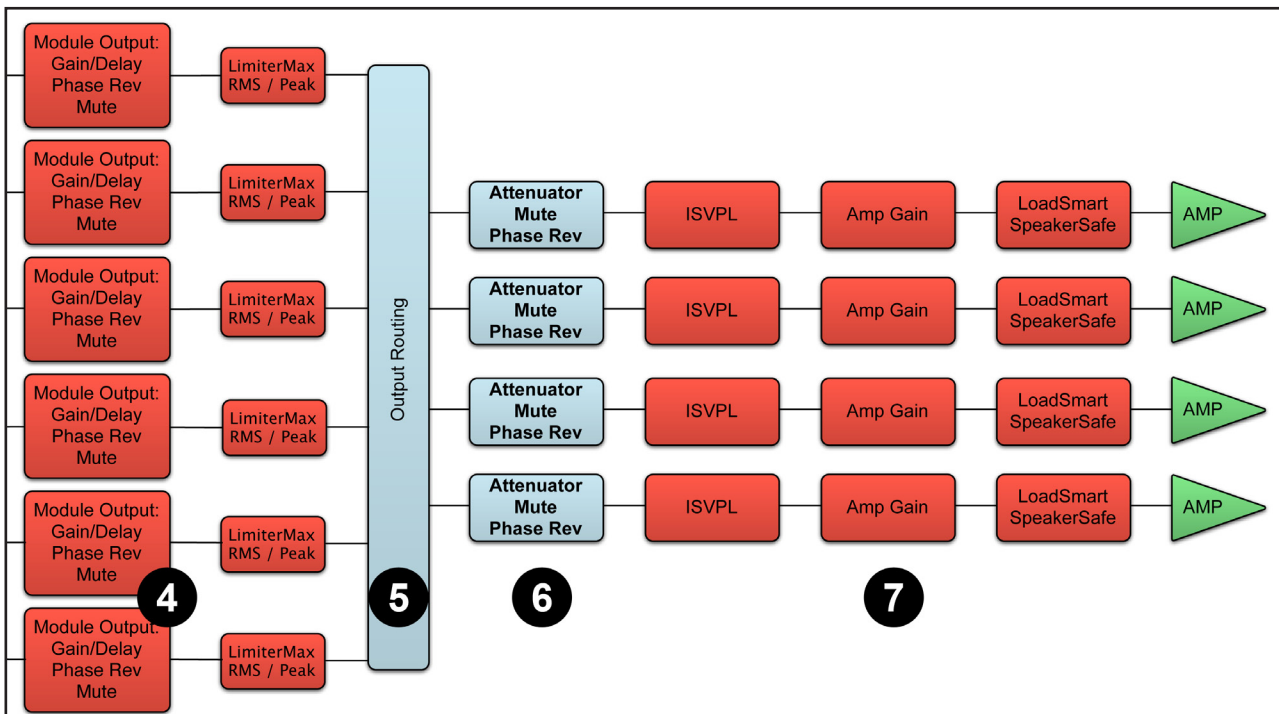 Module Output:
Gain/Delay
Phase Rev
Mute
LimiterMax
RMS / Peak
Module Output:
Gain/Delay
Phase Rev
Mute
LimiterMax
RMS / Peak
Module Output:
Gain/Delay
Phase Rev
Mute
LimiterMax
RMS / Peak
Module Output:
Gain/Delay
Phase Rev
Mute
LimiterMax
RMS / Peak
Module Output:
Gain/Delay
Phase Rev
Mute
LimiterMax
RMS / Peak
Module Output:
Gain/Delay
Phase Rev
Mute
LimiterMax
RMS / Peak
Output Routing
Attenuator
Mute
Phase Rev
ISVPL
Amp Gain
LoadSmart
SpeakerSafe
AMP
Attenuator
Mute
Phase Rev
ISVPL
Amp Gain
LoadSmart
SpeakerSafe
AMP
Attenuator
Mute
Phase Rev
ISVPL
Amp Gain
LoadSmart
SpeakerSafe
AMP
Attenuator
Mute
Phase Rev
ISVPL
Amp Gain
LoadSmart
SpeakerSafe
AMP
4
5
6
7